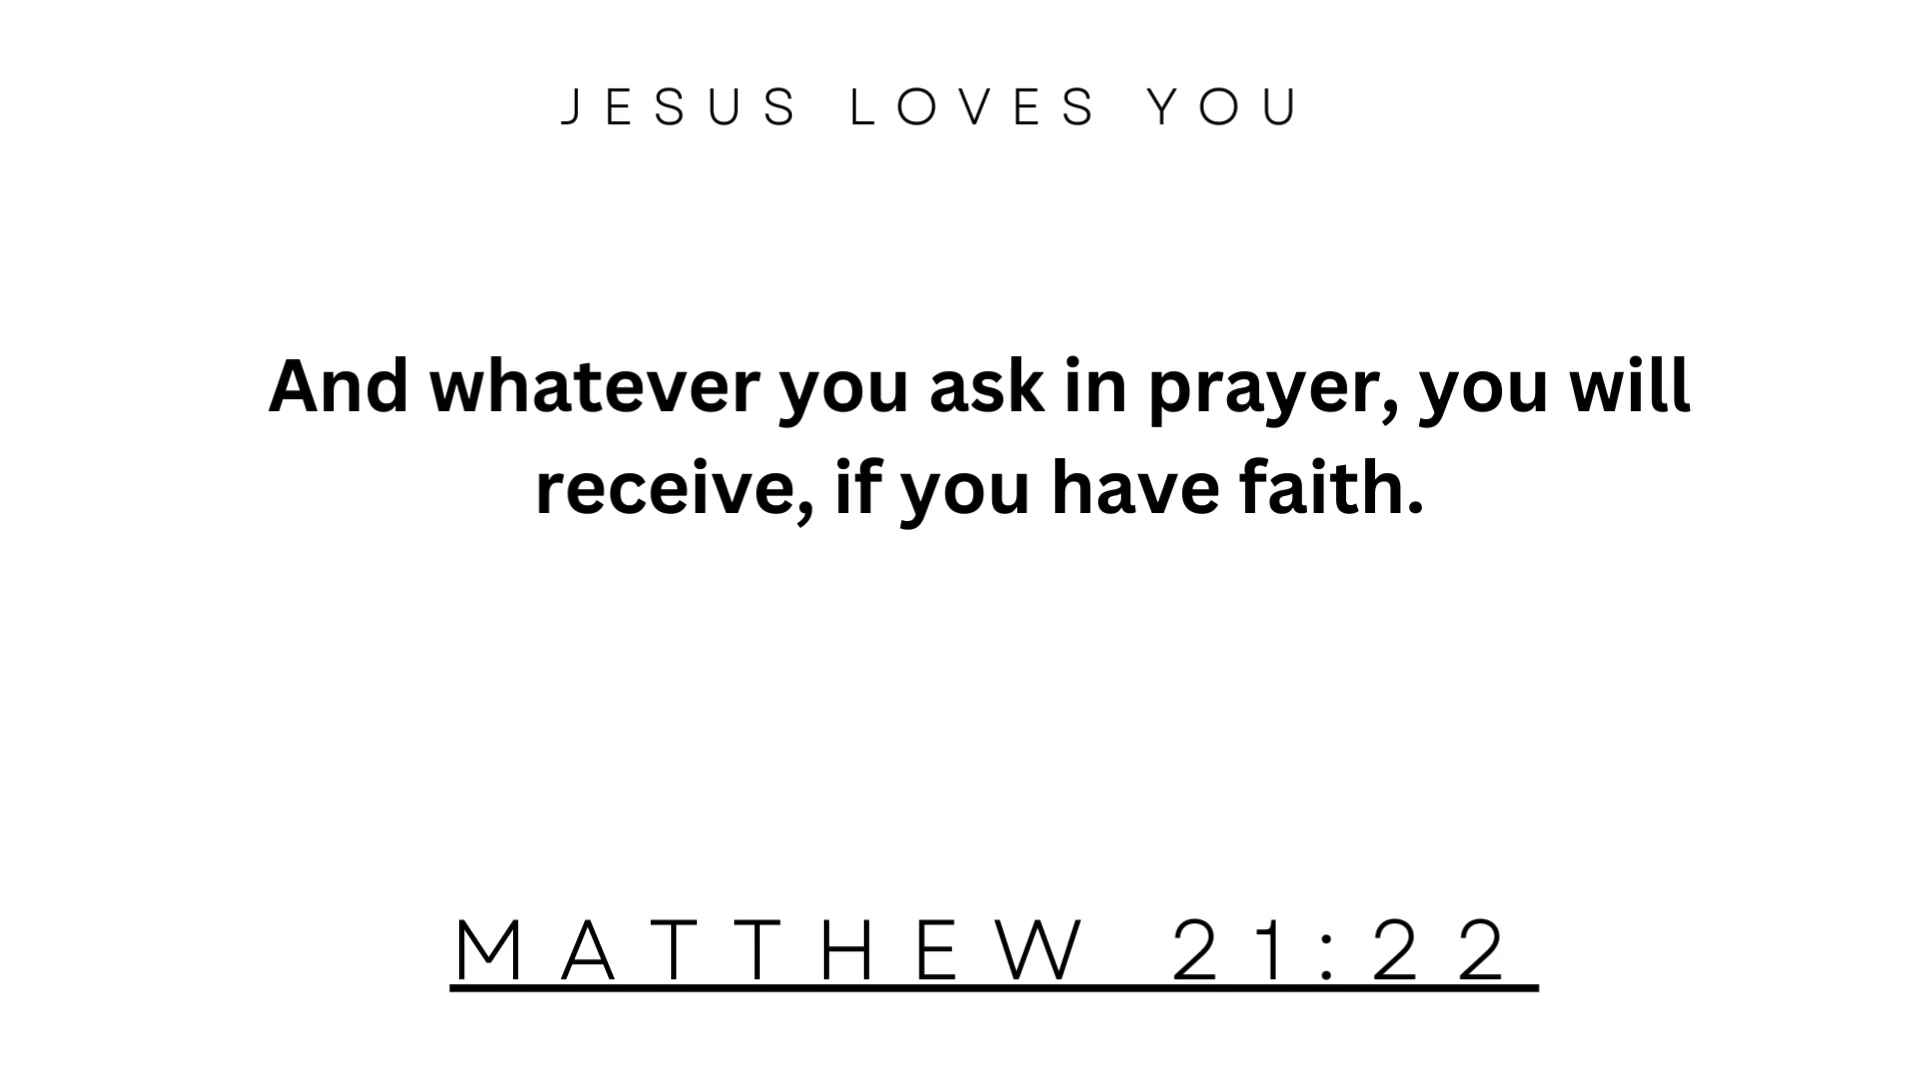 JESUS LOVES YOU
And whatever you ask in prayer, you will
receive, if you have faith.
MATTHEW 21:22